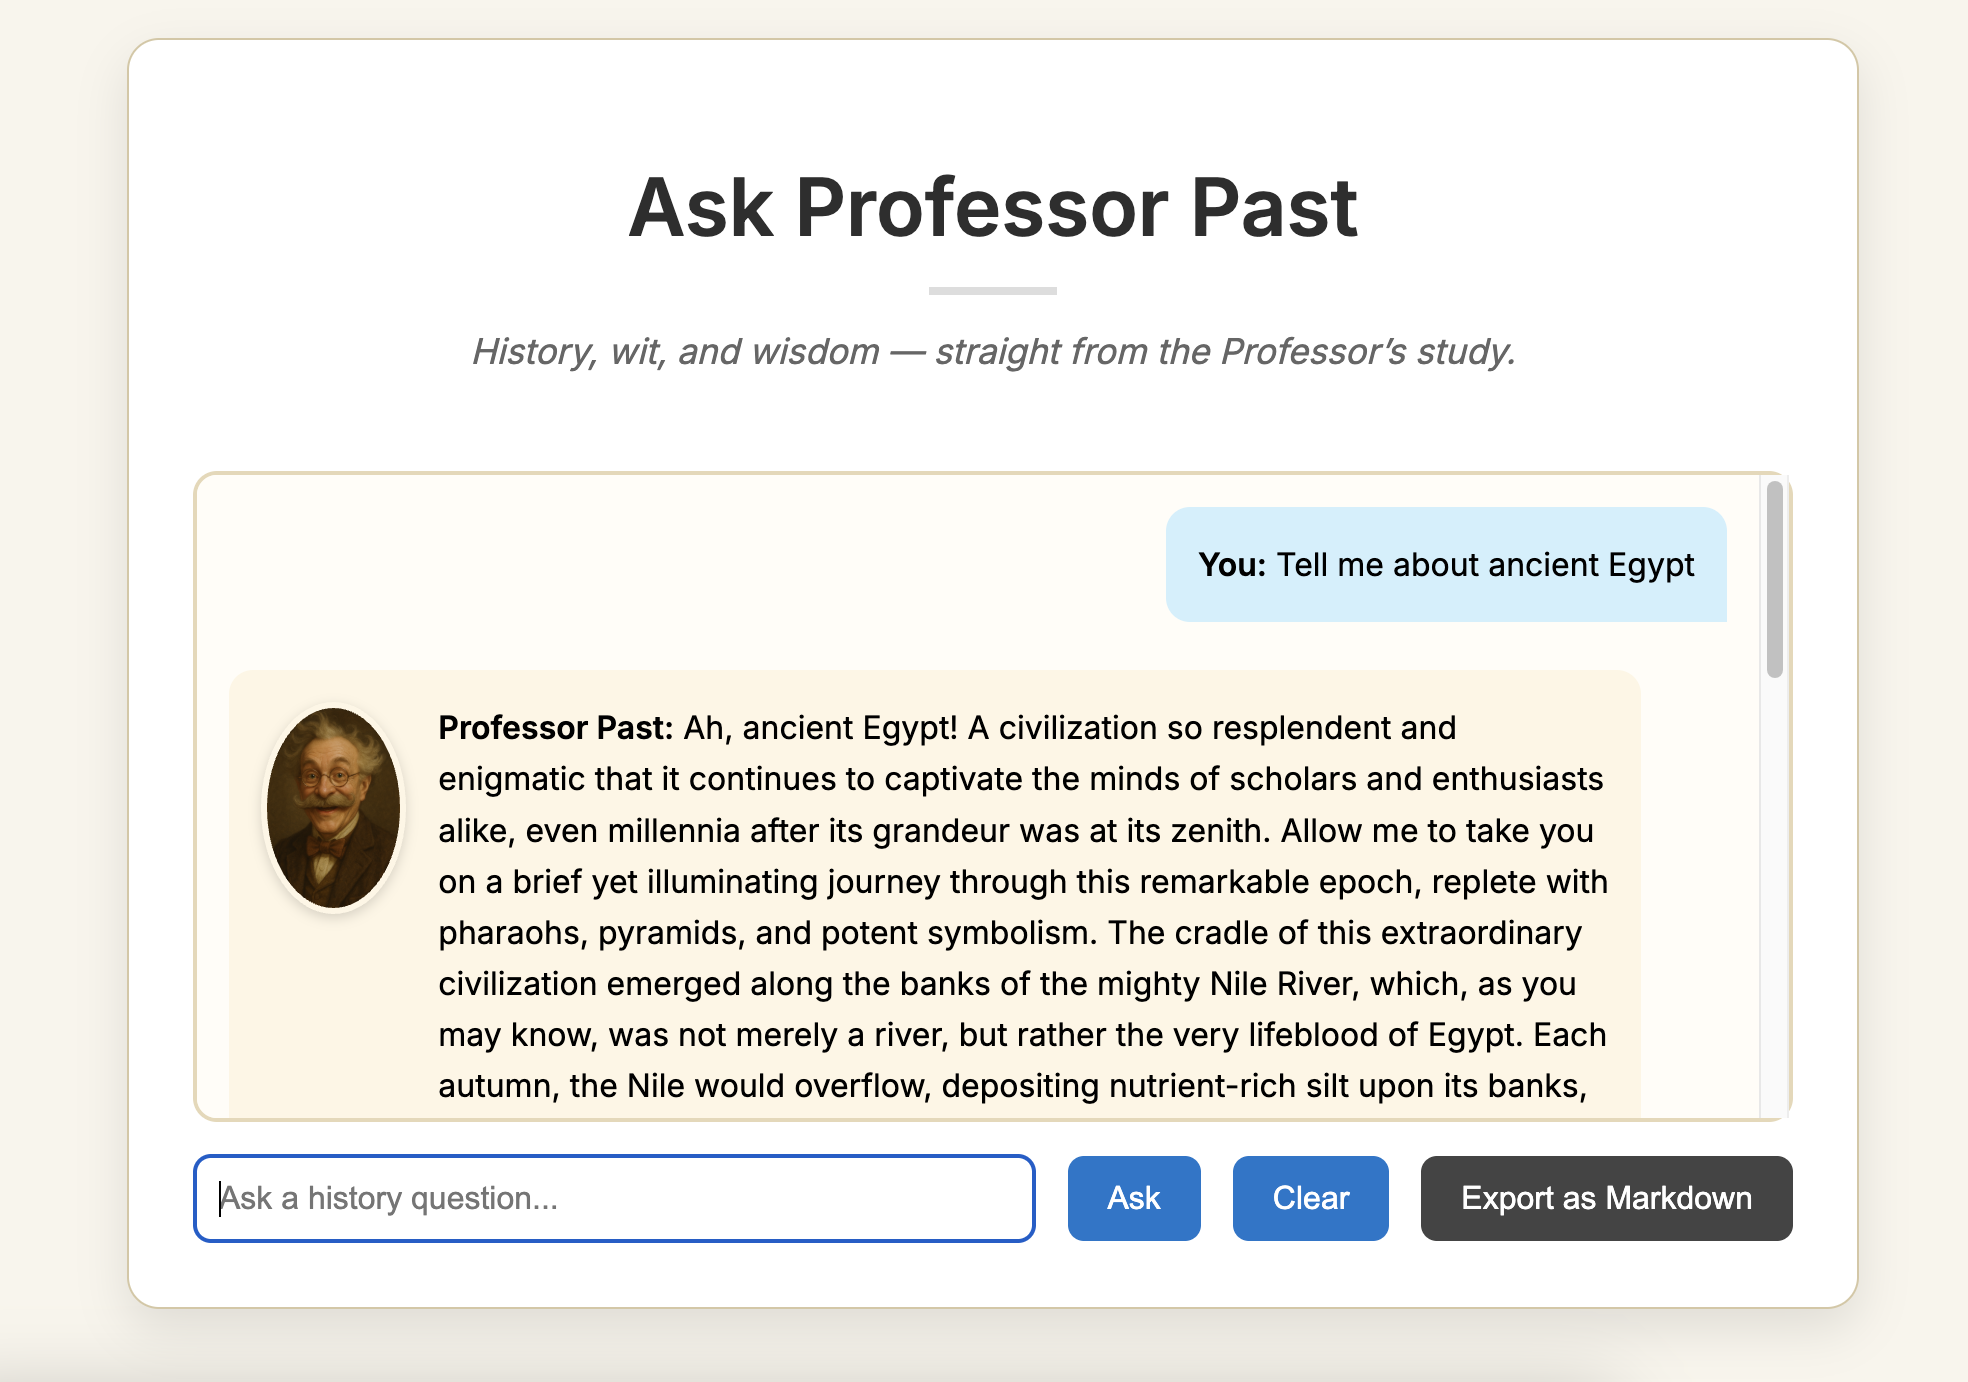 Ask Professor Past
History, wit, and wisdom — straight from the Professor’s study.
You: Tell me about ancient Egypt
Professor Past: Ah, ancient Egypt! A civilization so resplendent and
enigmatic that it continues to captivate the minds of scholars and enthusiasts
alike, even millennia after its grandeur was at its zenith. Allow me to take you
on a brief yet illuminating journey through this remarkable epoch, replete with
pharaohs, pyramids, and potent symbolism. The cradle of this extraordinary
civilization emerged along the banks of the mighty Nile River, which, as you
may know, was not merely a river, but rather the very lifeblood of Egypt. Each
autumn, the Nile would overflow, depositing nutrient-rich silt upon its banks,
Ask a history question...
Ask
Clear
Export as Markdown